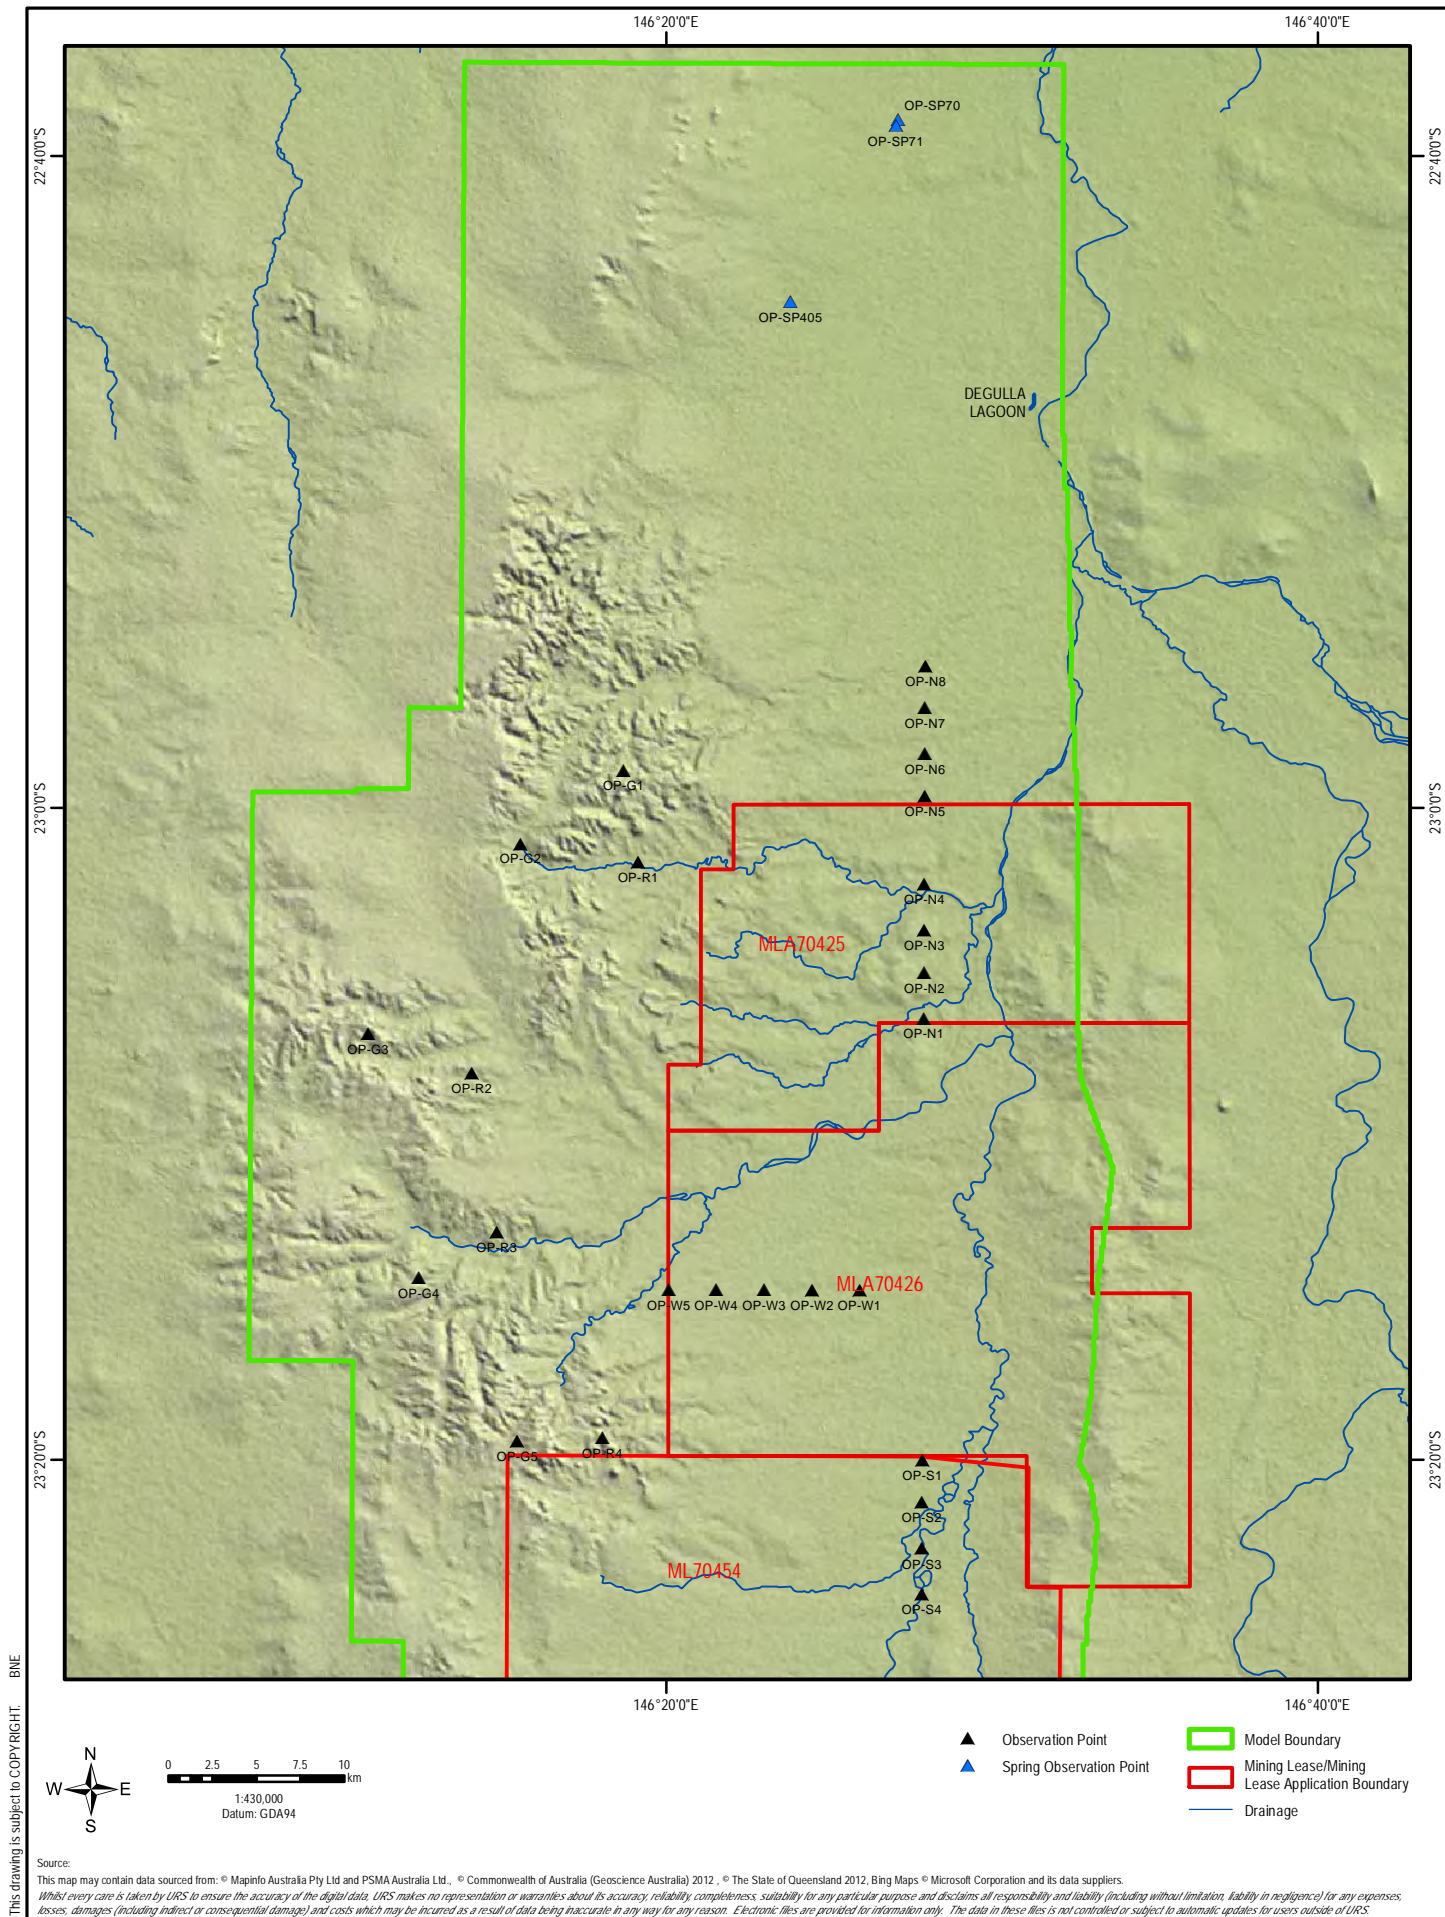 146°20'0"E
146°40'0"E
22°40'0"S
22°40'0"S
OP-SP70
OP-SP71
OP-SP405
DEGULLA
LAGOON
OP-N8
OP-N7
OP-N6
OP-G1
OP-N5
23°0'0"S
23°0'0"S
OP-G2
OP-R1
OP-N4
MLA70425
OP-N3
OP-N2
OP-N1
OP-G3
OP-R2
OP-R3
OP-G4
MLA70426
OP-W5
OP-W4
OP-W3
OP-W2
OP-W1
OP-G5
OP-R4
23°20'0"S
23°20'0"S
OP-S1
OP-S2
OP-S3
ML70454
OP-S4
146°20'0"E
146°40'0"E
This drawing is subject to COPYRIGHT. BNE
N
W
E
S
0 2.5 5 7.5 10
km
1:430,000
Datum: GDA94
Observation Point
Spring Observation Point
Model Boundary
Mining Lease/Mining
Lease Application Boundary
Drainage
Source:
This map may contain data sourced from: © Mapinfo Australia Pty Ltd and PSMA Australia Ltd., © Commonwealth of Australia (Geoscience Australia) 2012 , © The State of Queensland 2012, Bing Maps © Microsoft Corporation and its data suppliers.
Whilst every care is taken by URS to ensure the accuracy of the digital data, URS makes no representation or warranties about its accuracy, reliability, completeness, suitability for any particular purpose and disclaims all responsibility and liability (including without limitation, liability in negligence) for any expenses,
losses, damages (including indirect or consequential damage) and costs which may be incurred as a result of data being inaccurate in any way for any reason. Electronic files are provided for information only. The data in these files is not controlled or subject to automatic updates for users outside of URS.